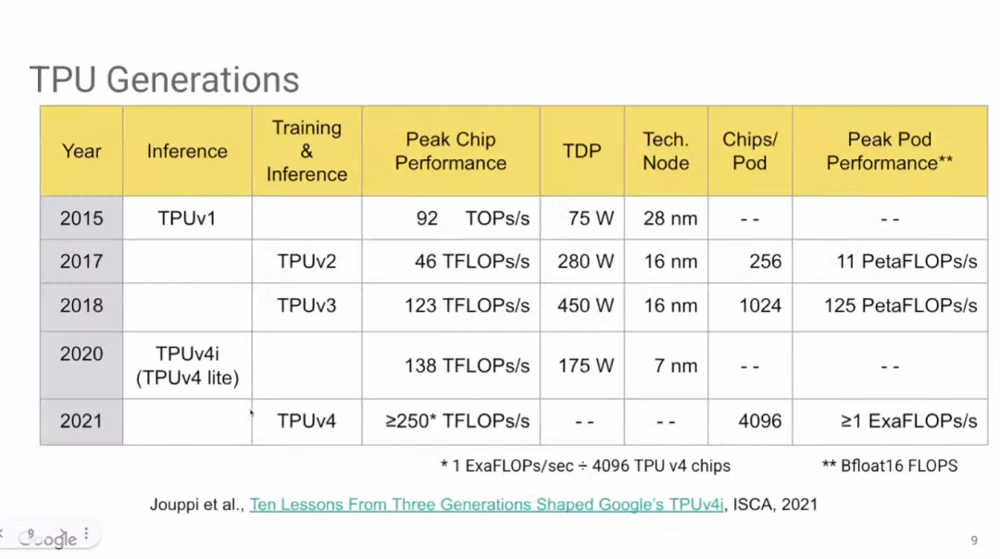 TPU Generations
Year Inference Training & Inference Peak Chip Performance TDP Tech. Node Chips/ Pod Peak Pod Performance**
2015 TPUv1 92 TOPs/s 75 W 28 nm - - - -
2017 TPUv2 46 TFLOPs/s 280 W 16 nm 256 11 PetaFLOPs/s
2018 TPUv3 123 TFLOPs/s 450 W 16 nm 1024 125 PetaFLOPs/s
2020 TPUv4i (TPUv4 lite) 138 TFLOPs/s 175 W 7 nm - - - -
2021 TPUv4 ≥250* TFLOPs/s - - - - 4096 ≥1 ExaFLOPs/s
* 1 ExaFLOPs/sec ÷ 4096 TPU v4 chips ** Bfloat16 FLOPS
Jouppi et al., Ten Lessons From Three Generations Shaped Google's TPUv4i, ISCA, 2021
Google 9
9